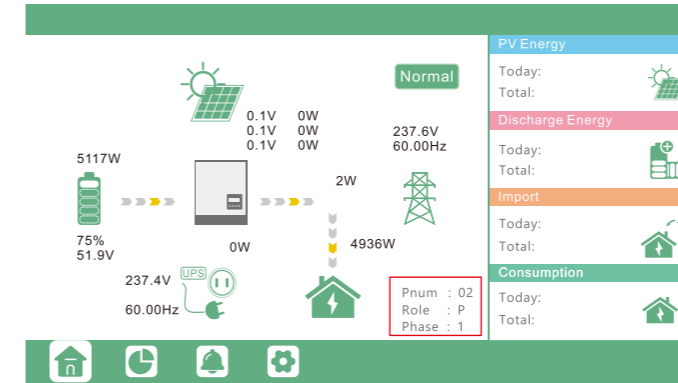 PV Energy
Normal
Today:
Total:
0.1V 0W
0.1V 0W
0.1V 0W
Discharge Energy
237.6V
60.00Hz
Today:
Total:
5117W
2W
Import
75%
51.9V
0W
4936W
Today:
Total:
237.4V
UPS
60.00Hz
Consumption
Pnum : 02
Role : P
Phase : 1
Today:
Total: